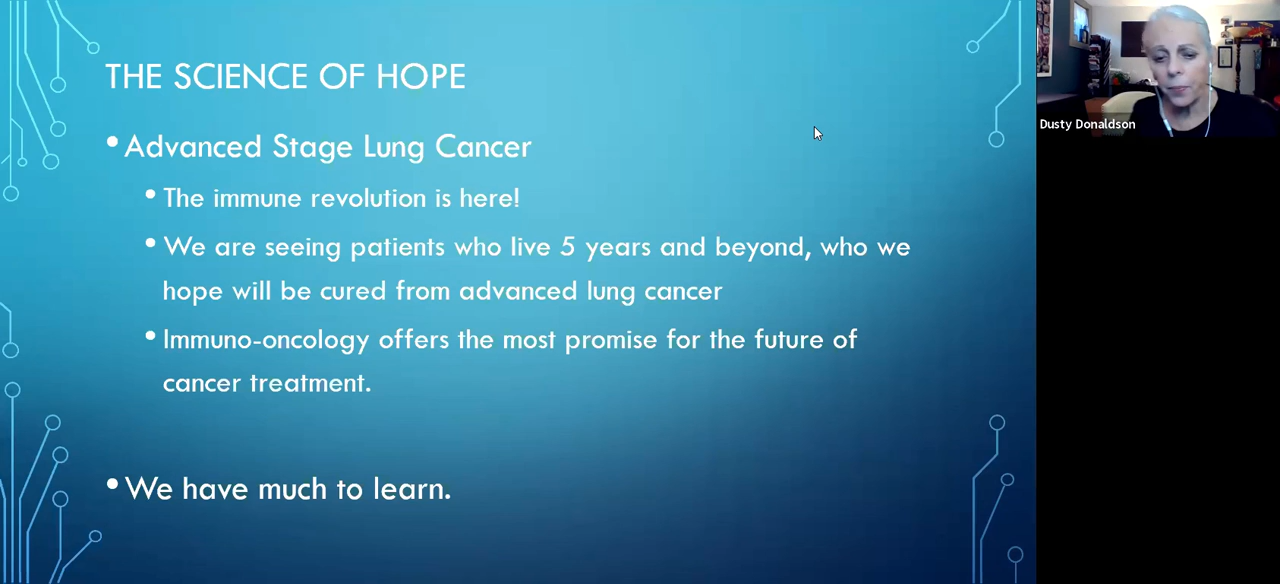 THE SCIENCE OF HOPE
• Advanced Stage Lung Cancer
• The immune revolution is here!
• We are seeing patients who live 5 years and beyond, who we
hope will be cured from advanced lung cancer
• Immuno-oncology offers the most promise for the future of
cancer treatment.
• We have much to learn.
Dusty Donaldson